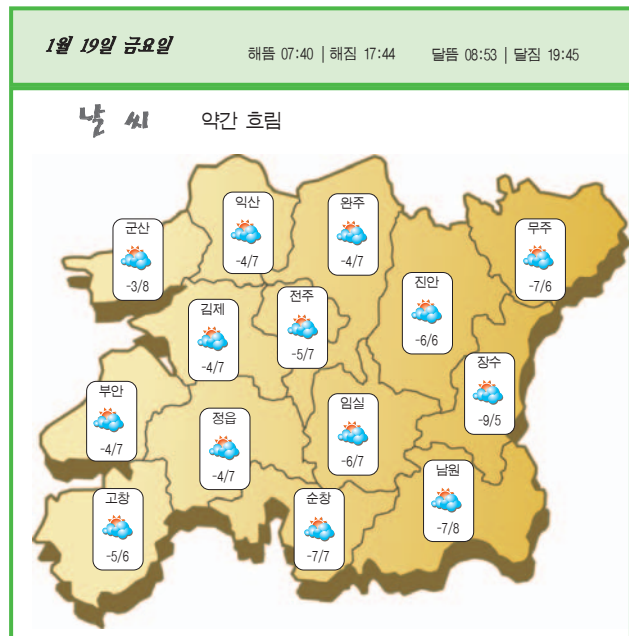 1월 19일 금요일
해뜸 07:40 | 해짐 17:44 달뜸 08:53 | 달짐 19:45
날 씨 약간 흐림
익산
-4/7
완주
-4/7
군산
-3/8
무주
-7/6
진안
-6/6
전주
-5/7
김제
-4/7
장수
-9/5
부안
-4/7
임실
-6/7
정읍
-4/7
남원
-7/8
고창
-5/6
순창
-7/7